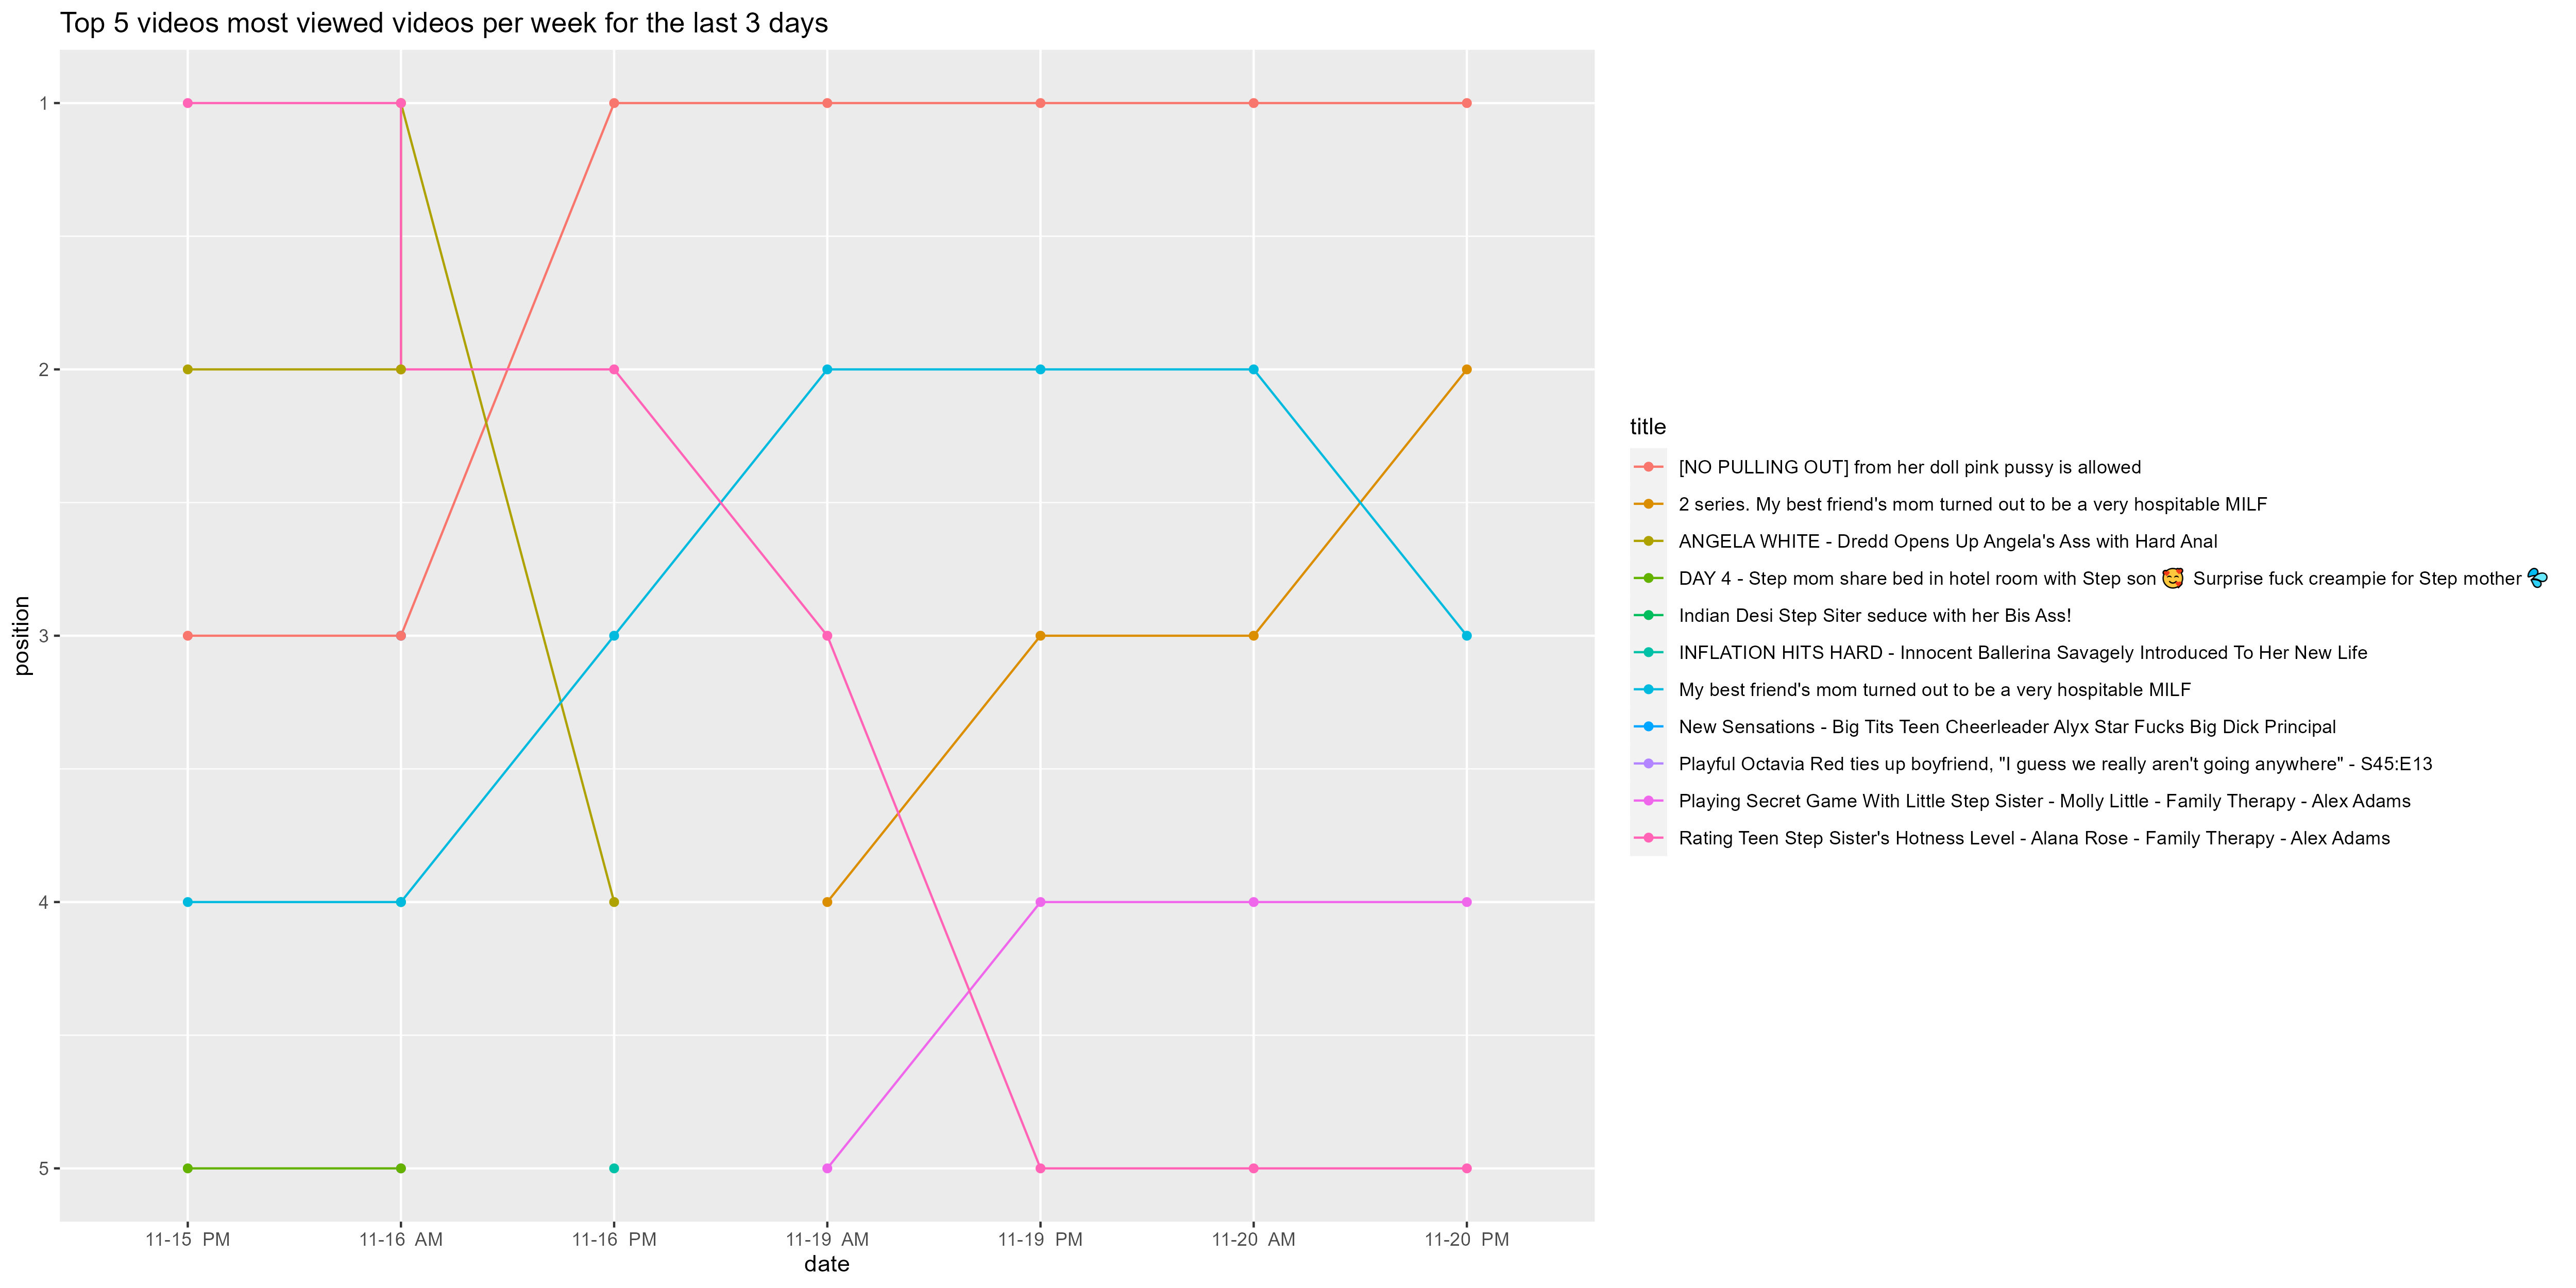 Top 5 videos most viewed videos per week for the last 3 days
position
1
2
3
4
5
11-15 PM
11-16 AM
11-16 PM
11-19 AM
11-19 PM
11-20 AM
11-20 PM
date
title
[NO PULLING OUT] from her doll pink pussy is allowed
2 series. My best friend's mom turned out to be a very hospitable MILF
ANGELA WHITE - Dredd Opens Up Angela's Ass with Hard Anal
DAY 4 - Step mom share bed in hotel room with Step son 🥰 Surprise fuck creampie for Step mother 💦
Indian Desi Step Siter seduce with her Bis Ass!
INFLATION HITS HARD - Innocent Ballerina Savagely Introduced To Her New Life
My best friend's mom turned out to be a very hospitable MILF
New Sensations - Big Tits Teen Cheerleader Alyx Star Fucks Big Dick Principal
Playful Octavia Red ties up boyfriend, "I guess we really aren't going anywhere" - S45:E13
Playing Secret Game With Little Step Sister - Molly Little - Family Therapy - Alex Adams
Rating Teen Step Sister's Hotness Level - Alana Rose - Family Therapy - Alex Adams